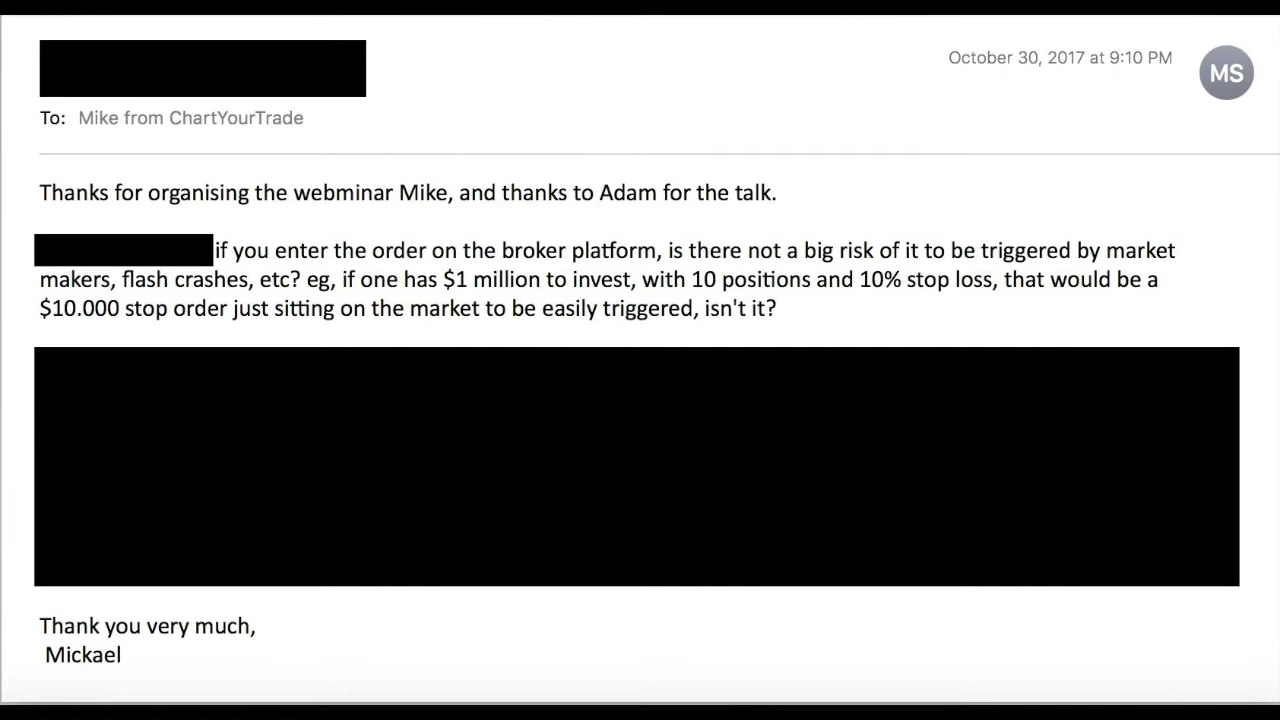 October 30, 2017 at 9:10 PM
MS
To: Mike from ChartYourTrade
Thanks for organising the webminar Mike, and thanks to Adam for the talk.
if you enter the order on the broker platform, is there not a big risk of it to be triggered by market
makers, flash crashes, etc? eg, if one has $1 million to invest, with 10 positions and 10% stop loss, that would be a
$10.000 stop order just sitting on the market to be easily triggered, isn't it?
Thank you very much,
Mickael